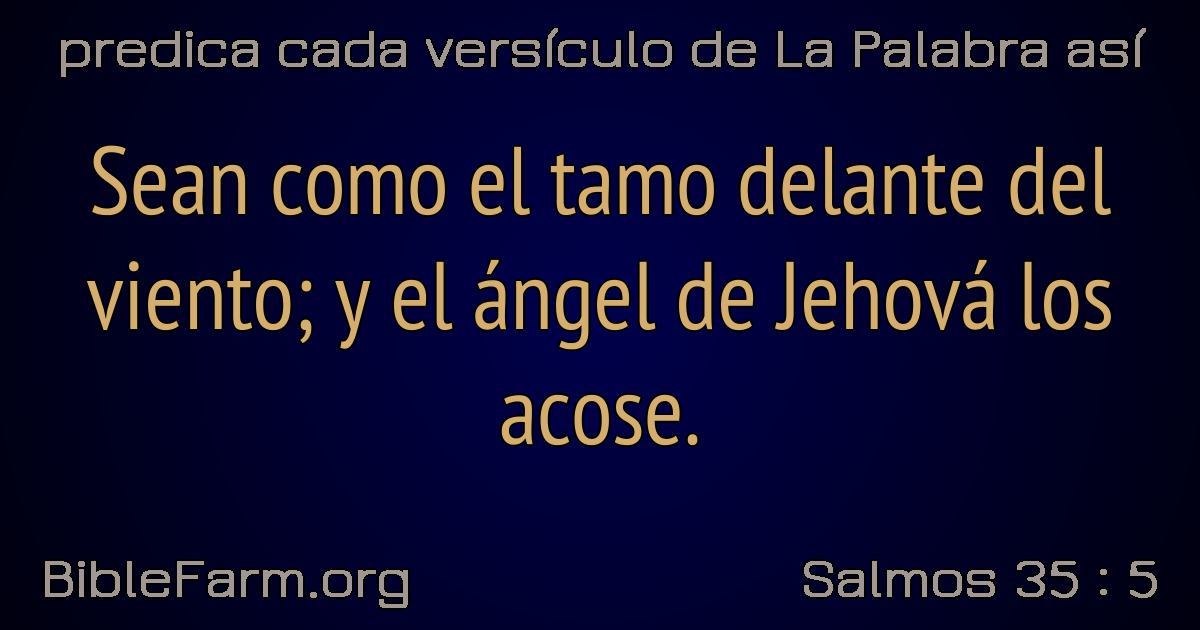 predica cada versículo de La Palabra así
Sean como el tamo delante del
viento; y el ángel de Jehová los
acose.
BibleFarm.org
Salmos 35 : 5